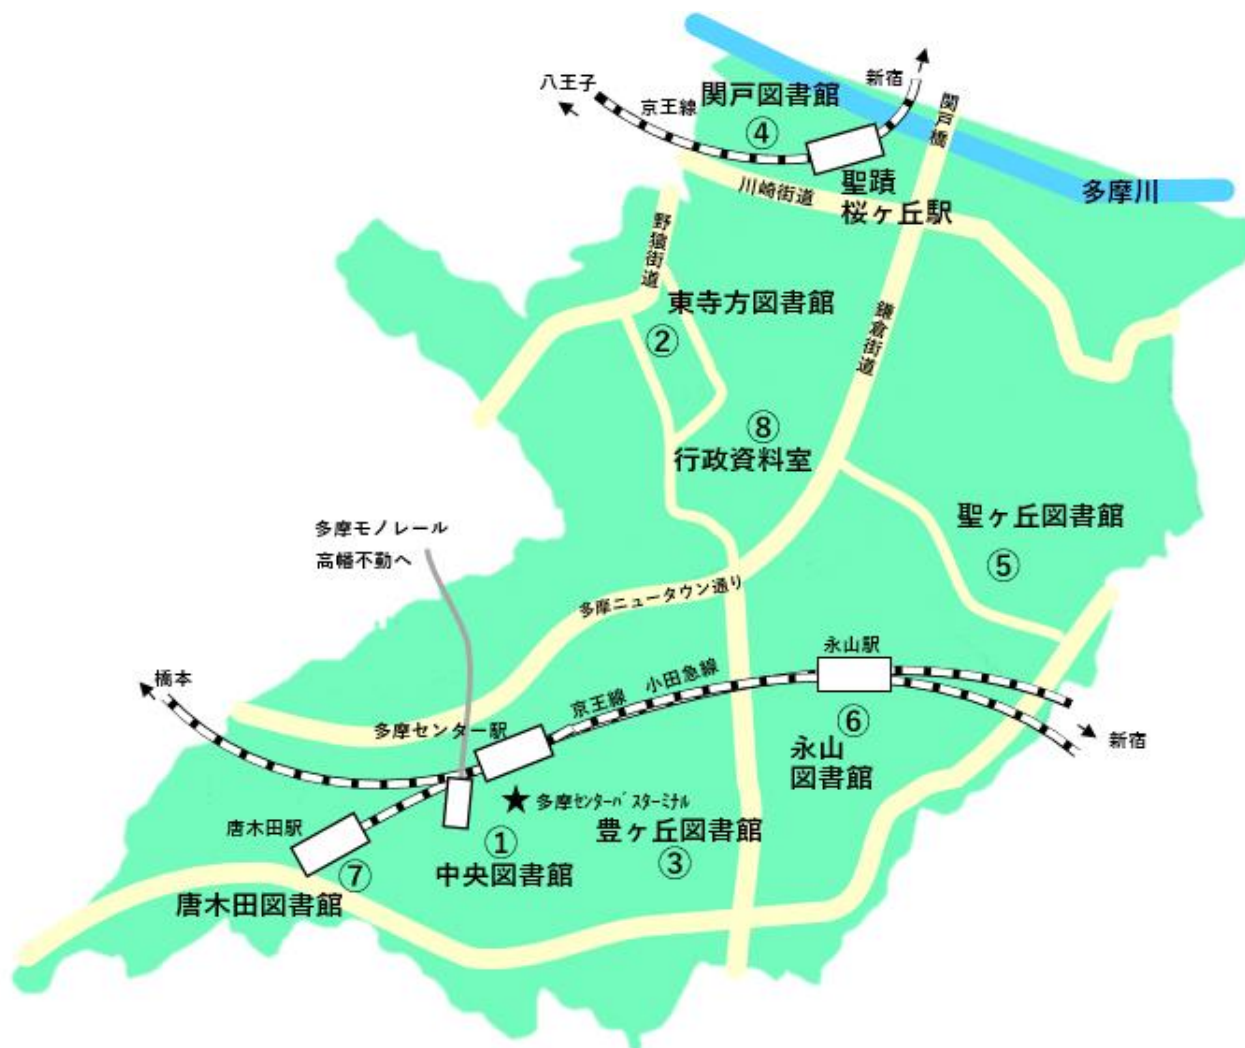 八王子
京王線
関戸図書館
④
新宿
関戸橋
聖蹟
桜ヶ丘駅
多摩川
川崎街道
野猿街道
東寺方図書館
②
鎌倉街道
⑧
行政資料室
聖ヶ丘図書館
⑤
多摩モノレール
高幡不動へ
多摩ニュータウン通り
永山駅
橋本
京王線 小田急線
多摩センター駅
⑥
永山
図書館
新宿
★多摩センターバスターミナル
唐木田駅
①
中央図書館
豊ヶ丘図書館
③
⑦
唐木田図書館